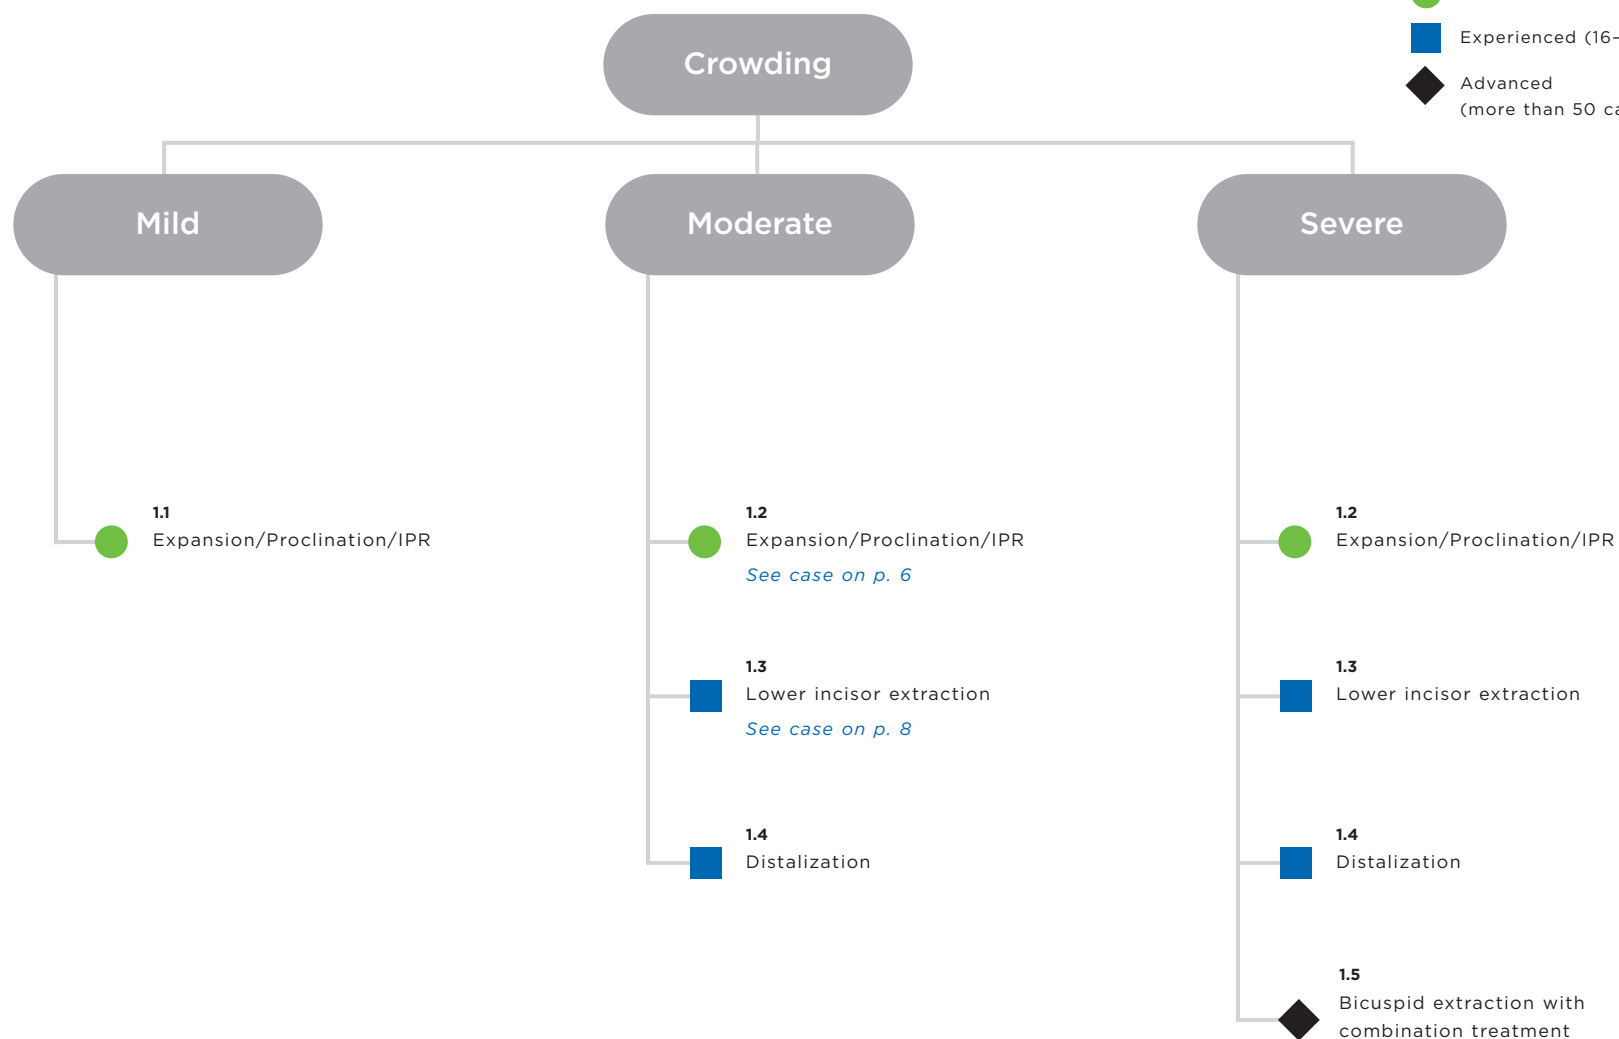 Crowding
Experienced (16–
Advanced
(more than 50 ca
Mild
Moderate
Severe
1.1
Expansion/Proclination/IPR
1.2
Expansion/Proclination/IPR
See case on p. 6
1.3
Lower incisor extraction
See case on p. 8
1.4
Distalization
1.2
Expansion/Proclination/IPR
1.3
Lower incisor extraction
1.4
Distalization
1.5
Bicuspid extraction with
combination treatment